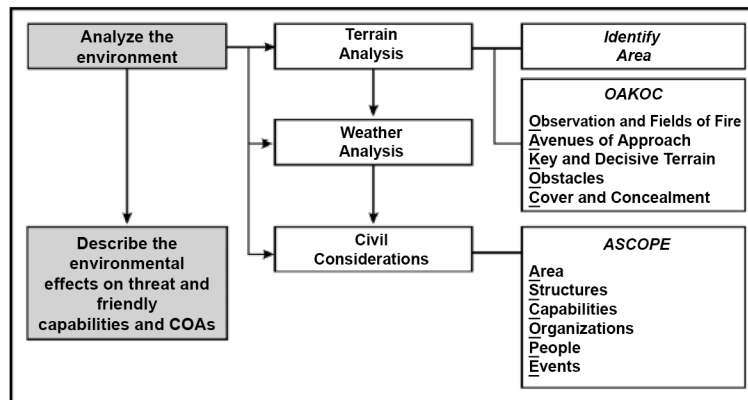 Analyze the
environment
Terrain
Analysis
Identify
Area
OAKOC
Observation and Fields of Fire
Avenues of Approach
Key and Decisive Terrain
Obstacles
Cover and Concealment
Weather
Analysis
Describe the
environmental
effects on threat and
friendly
capabilities and COAs
Civil
Considerations
ASCOPE
Area
Structures
Capabilities
Organizations
People
Events